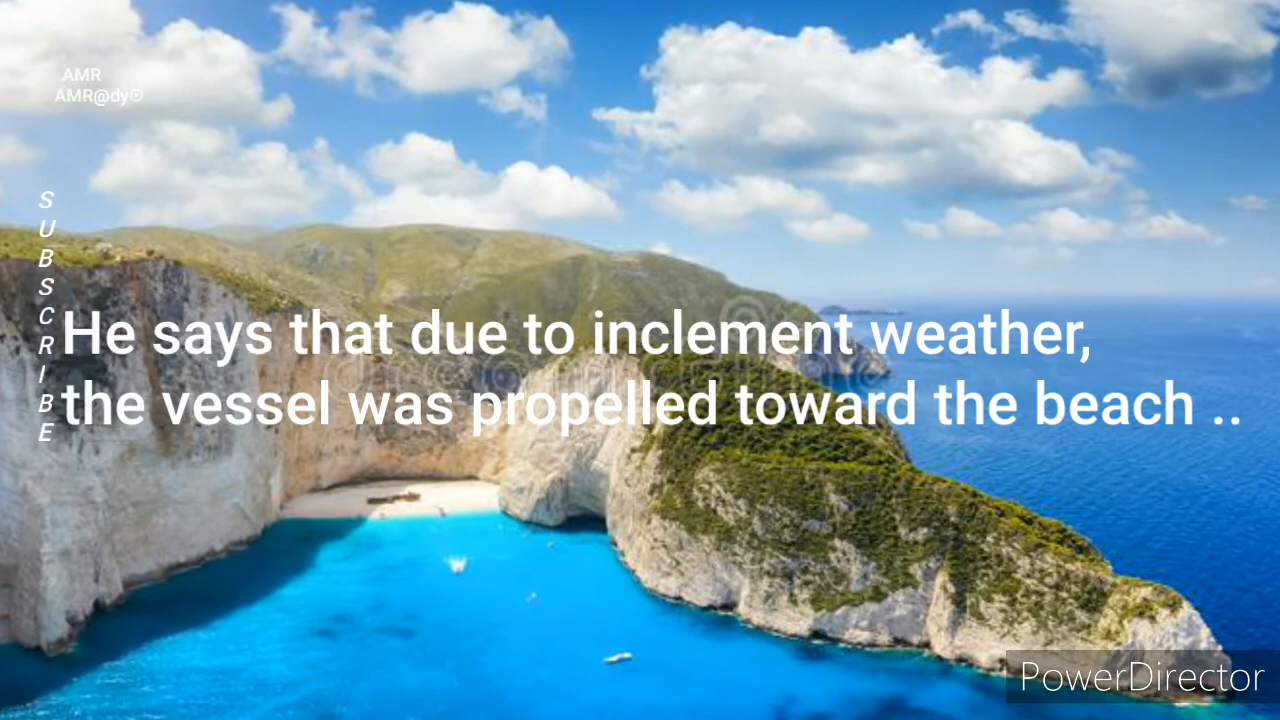 AMR
AMR@dy☺
SUBSCRIBE
He says that due to inclement weather,
the vessel was propelled toward the beach ..
PowerDirector